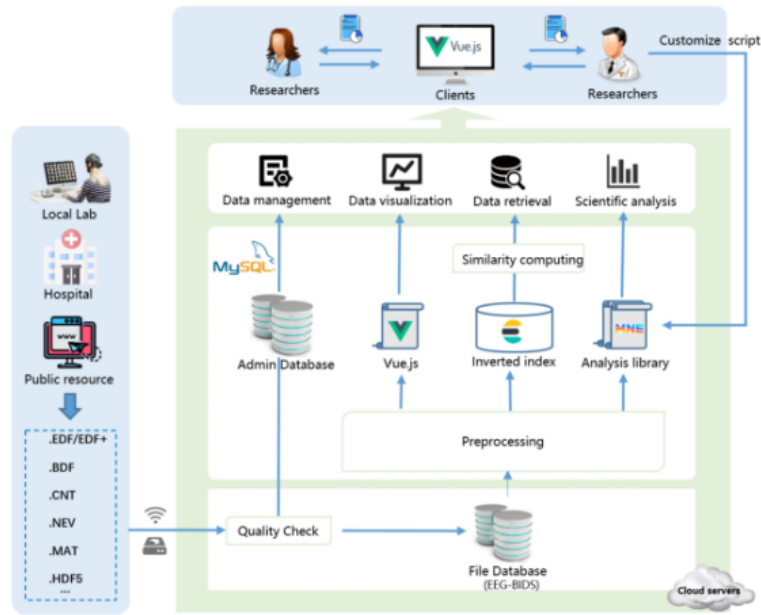 Vue.js
Customize script
Researchers
Clients
Researchers
Local Lab
Hospital
www
Public resource
.EDF/EDF+
.BDF
.CNT
.NEV
.MAT
.HDF5
...
Data management
Data visualization
Data retrieval
Scientific analysis
MySQL
Similarity computing
MNE
Admin Database
Vue.js
Inverted index
Analysis library
Preprocessing
Quality Check
File Database
(EEG-BIDS)
Cloud servers